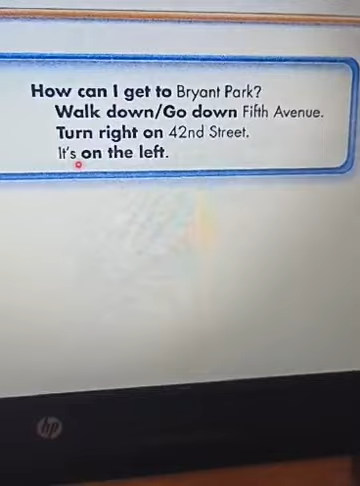 How can I get to Bryant Park?
Walk down/Go down Fifth Avenue.
Turn right on 42nd Street.
It's on the left.
hp